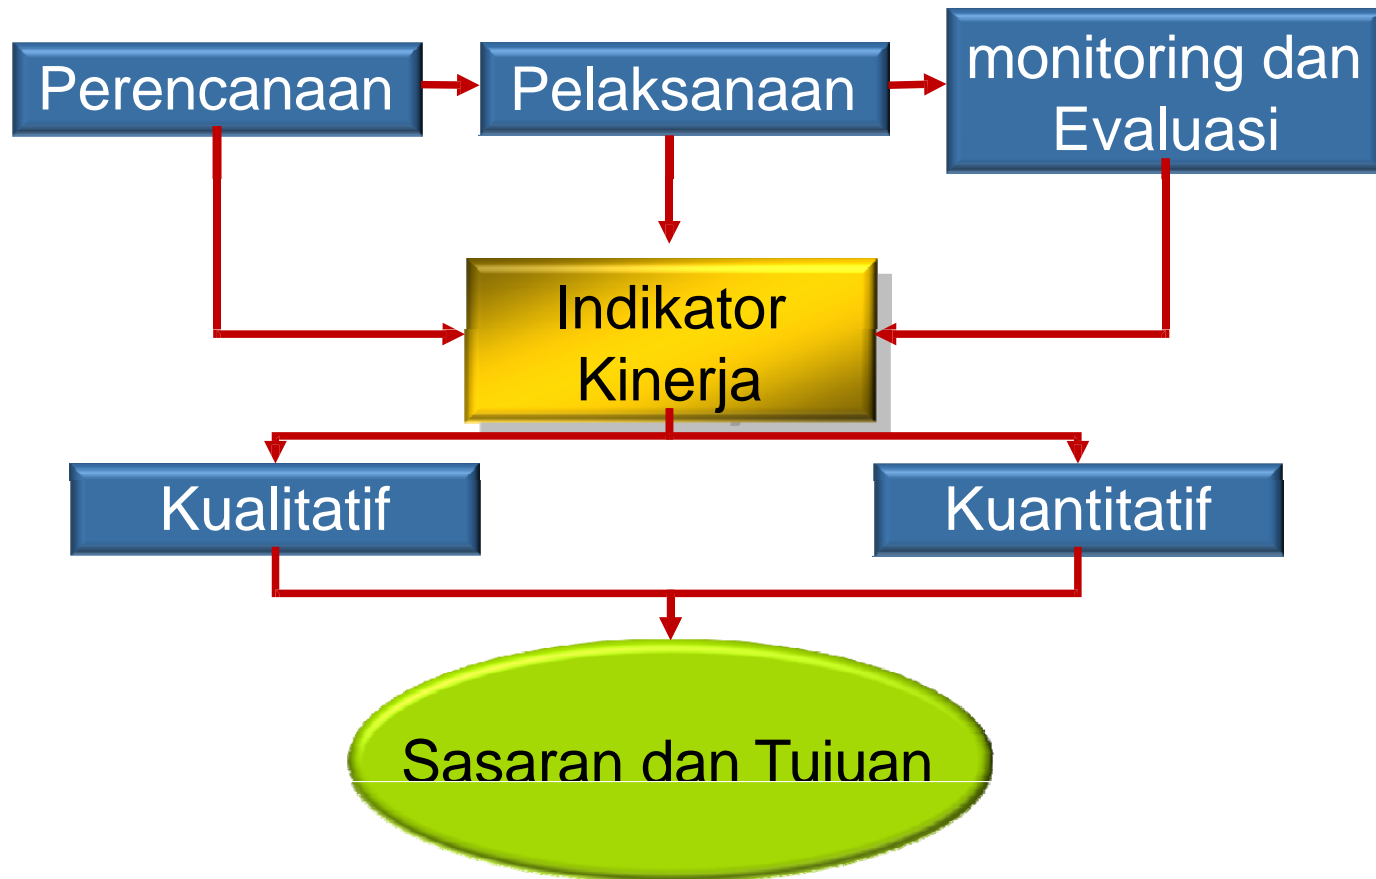 Perencanaan
Pelaksanaan
monitoring dan
Evaluasi
Indikator
Kinerja
Kualitatif
Kuantitatif
Sasaran dan Tujuan